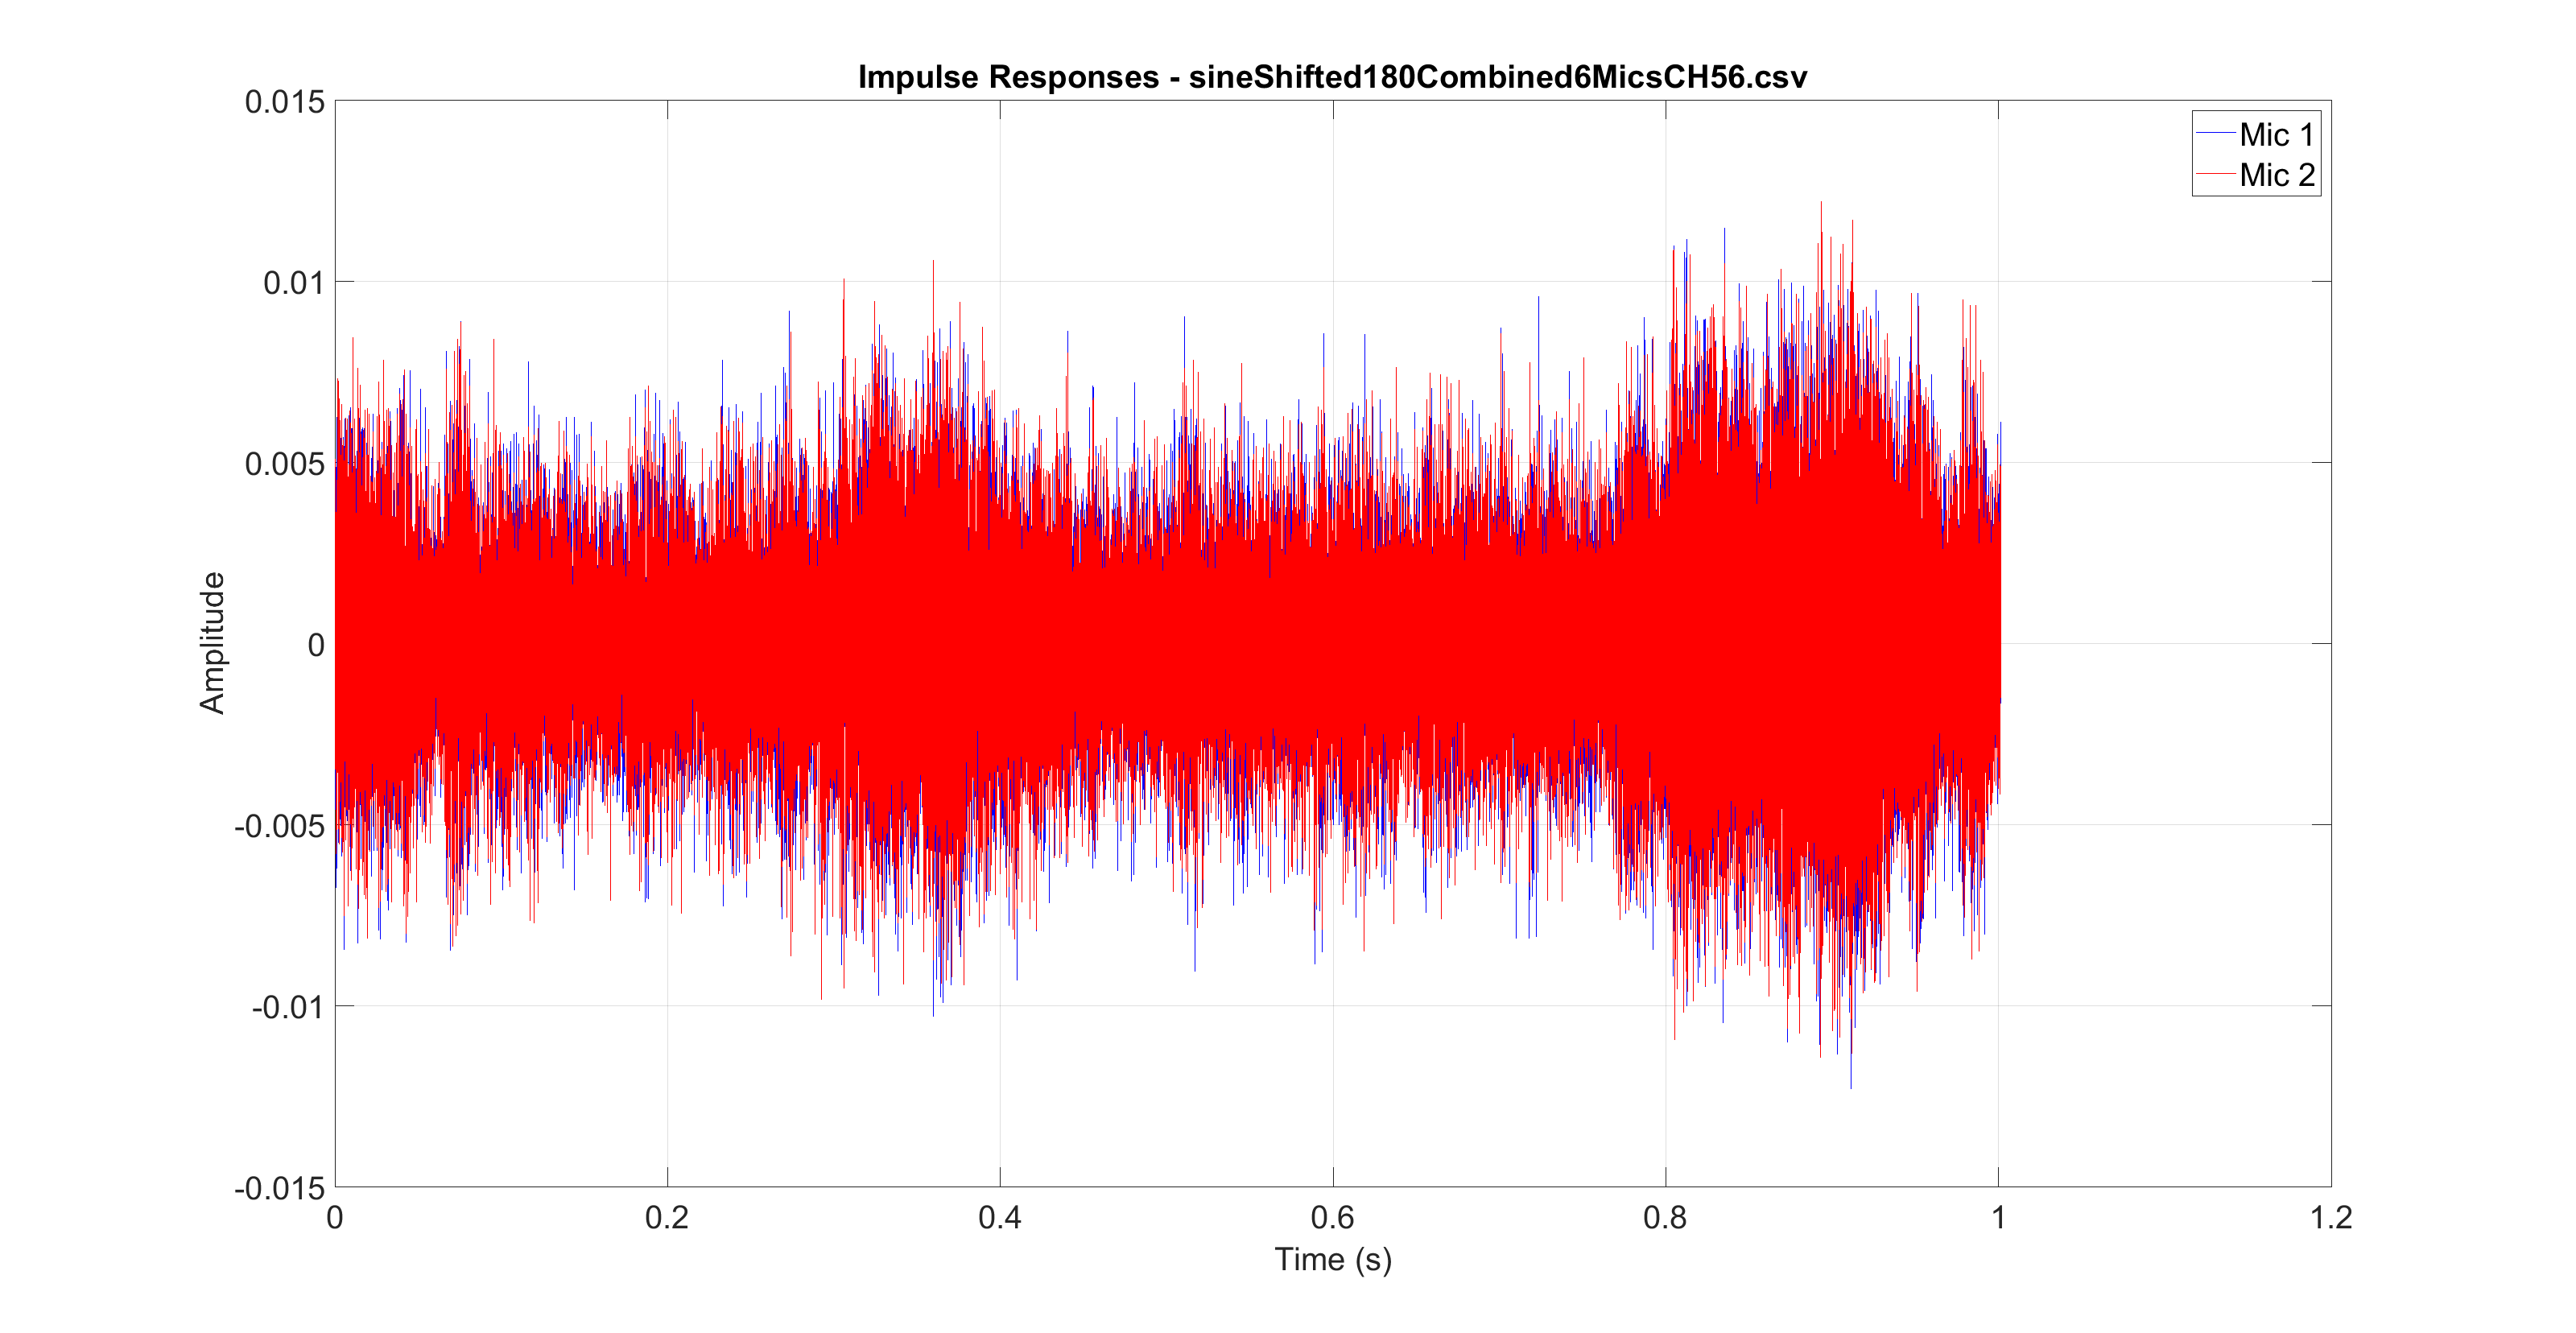 Impulse Responses - sineShifted180Combined6MicsCH56.csv
Mic 1
Mic 2
0.015
0.01
0.005
0
-0.005
-0.01
-0.015
Amplitude
0 0.2 0.4 0.6 0.8 1 1.2
Time (s)